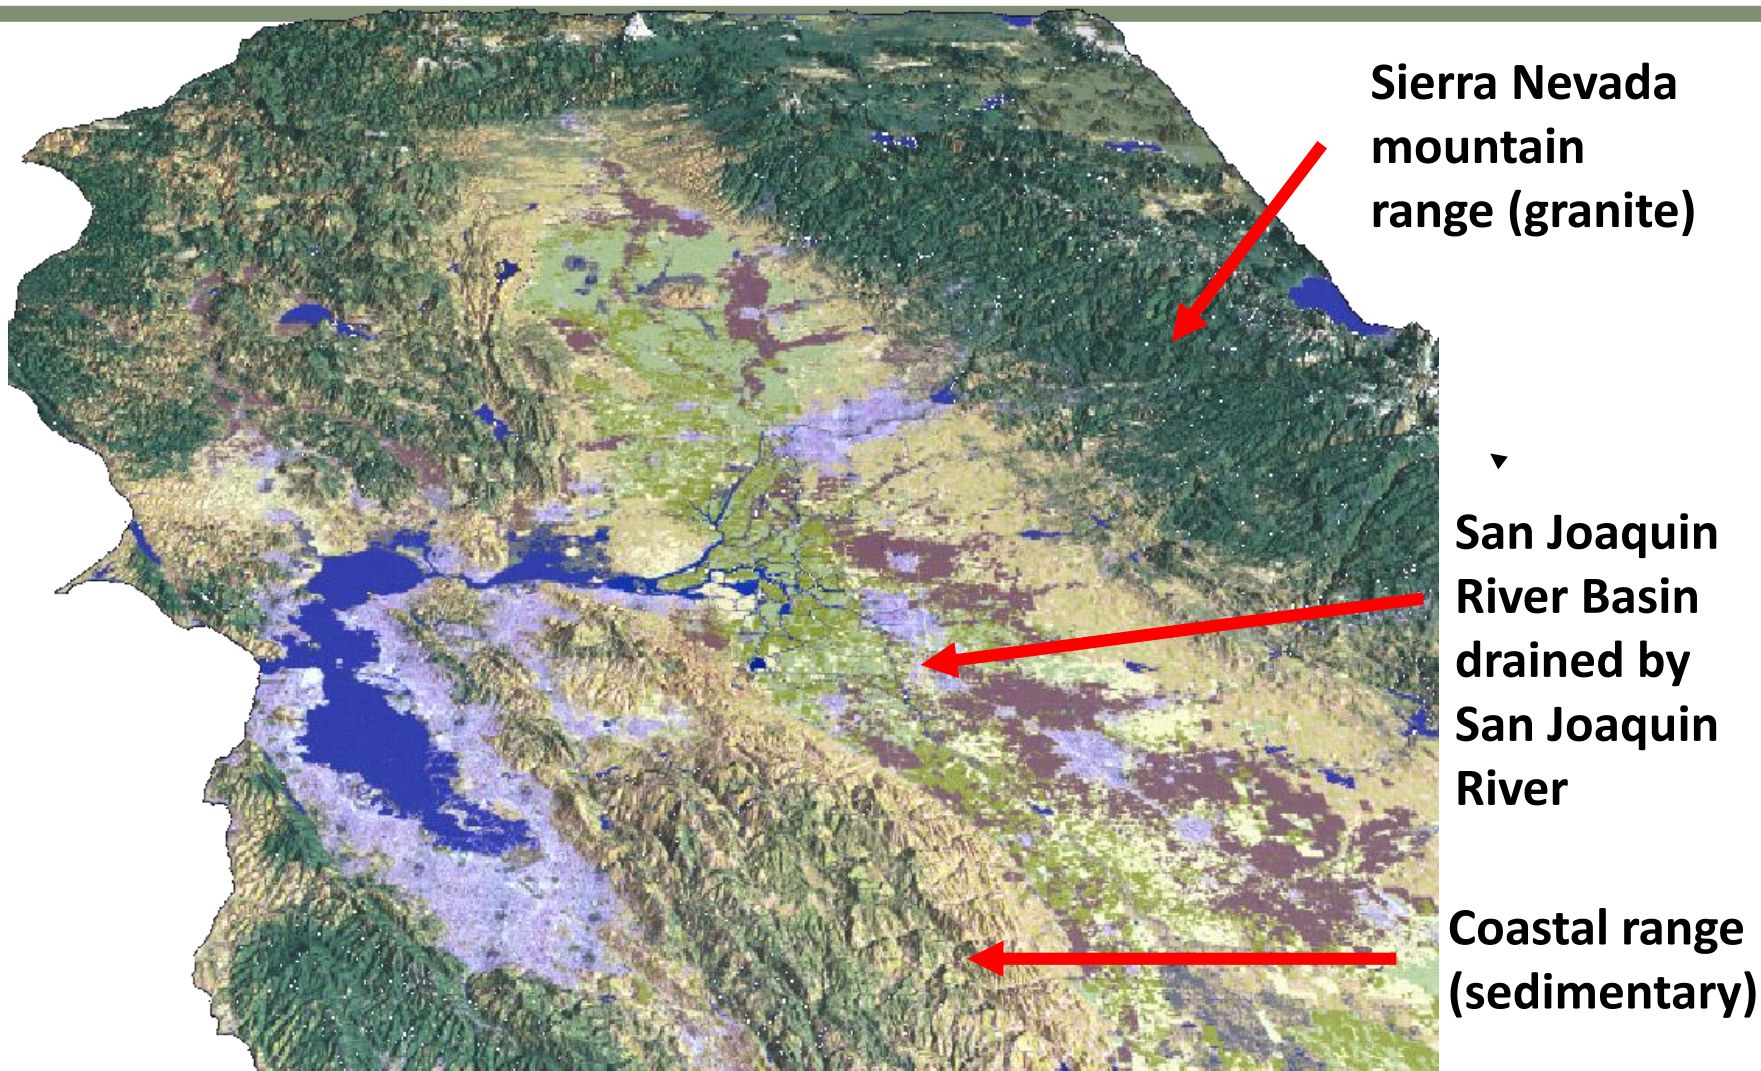 Sierra Nevada
mountain
range (granite)
San Joaquin
River Basin
drained by
San Joaquin
River
Coastal range
(sedimentary)